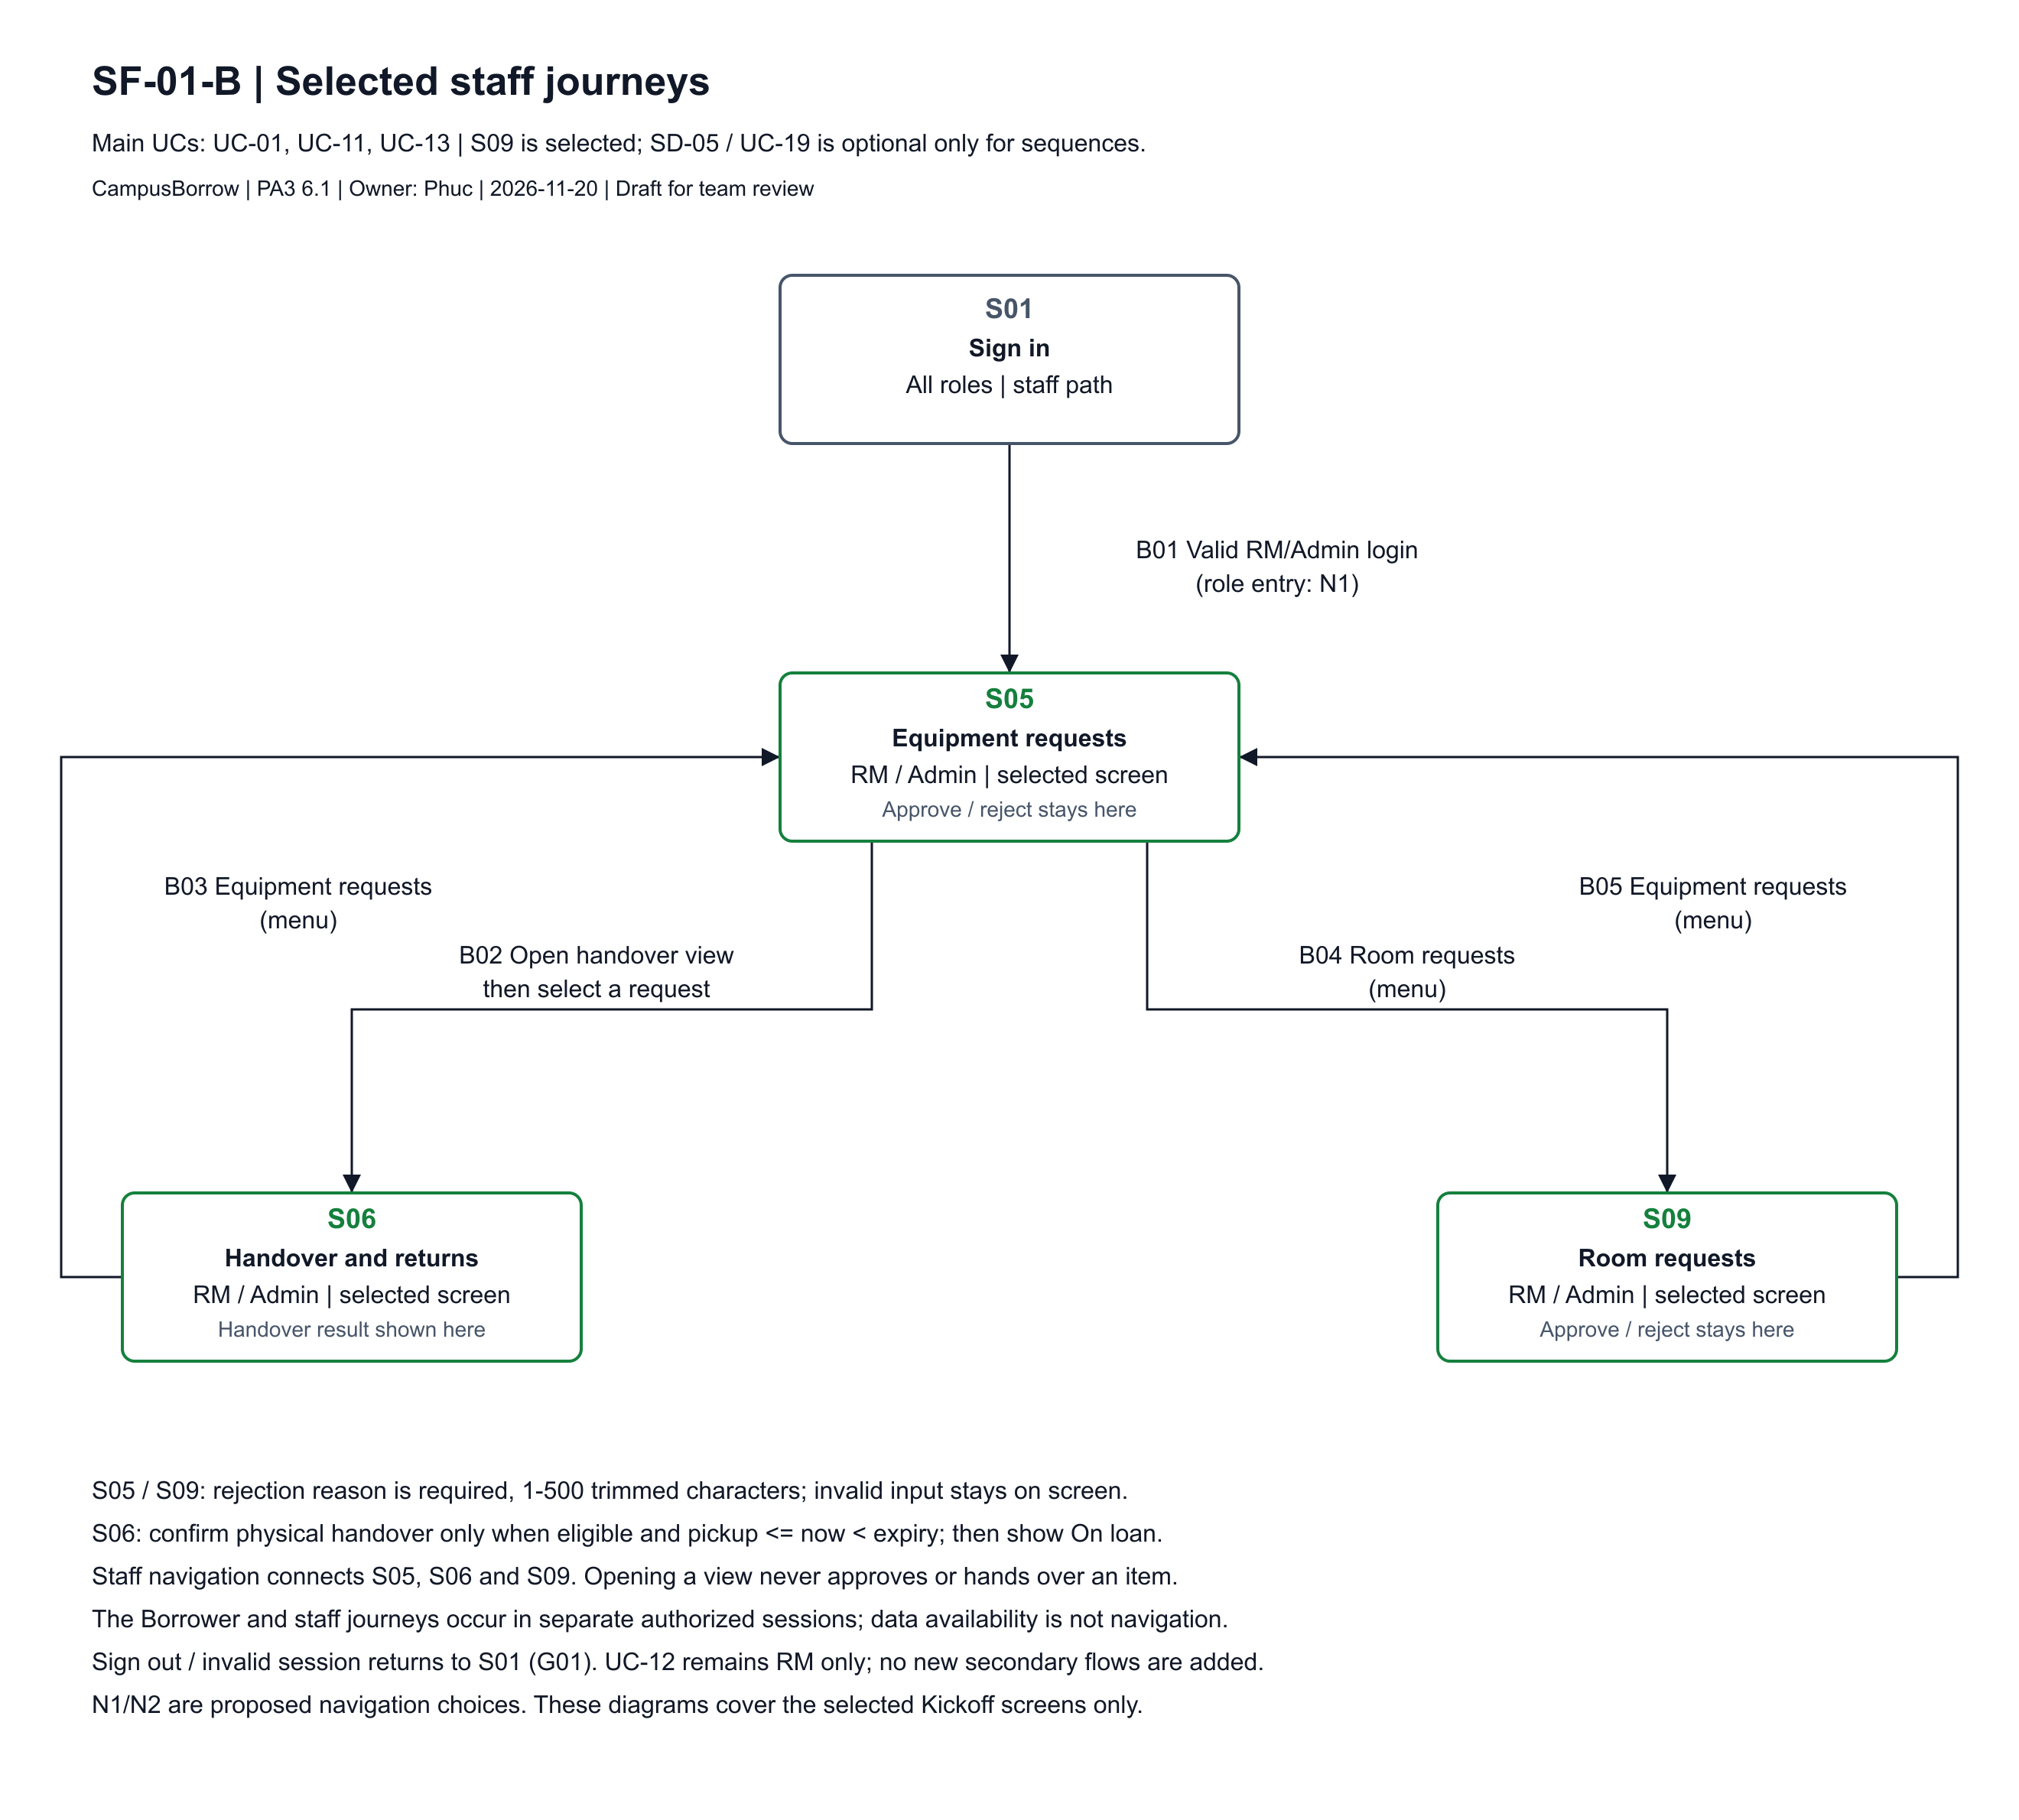 SF-01-B | Selected staff journeys
Main UCs: UC-01, UC-11, UC-13 | S09 is selected; SD-05 / UC-19 is optional only for sequences.
CampusBorrow | PA3 6.1 | Owner: Phuc | 2026-11-20 | Draft for team review
S01
Sign in
All roles | staff path
B01 Valid RM/Admin login
(role entry: N1)
S05
Equipment requests
RM / Admin | selected screen
Approve / reject stays here
B03 Equipment requests
(menu)
B05 Equipment requests
(menu)
B02 Open handover view
then select a request
B04 Room requests
(menu)
S06
Handover and returns
RM / Admin | selected screen
Handover result shown here
S09
Room requests
RM / Admin | selected screen
Approve / reject stays here
S05 / S09: rejection reason is required, 1-500 trimmed characters; invalid input stays on screen.
S06: confirm physical handover only when eligible and pickup <= now < expiry; then show On loan.
Staff navigation connects S05, S06 and S09. Opening a view never approves or hands over an item.
The Borrower and staff journeys occur in separate authorized sessions; data availability is not navigation.
Sign out / invalid session returns to S01 (G01). UC-12 remains RM only; no new secondary flows are added.
N1/N2 are proposed navigation choices. These diagrams cover the selected Kickoff screens only.